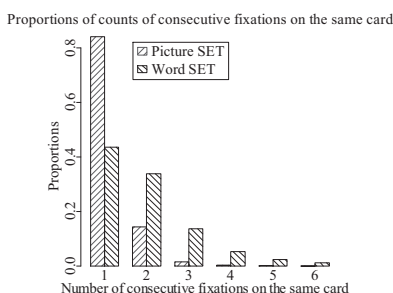 Proportions of counts of consecutive fixations on the same card
Picture SET
Word SET
Proportions
0.8
0.6
0.4
0.2
0.0
1 2 3 4 5 6
Number of consecutive fixations on the same card